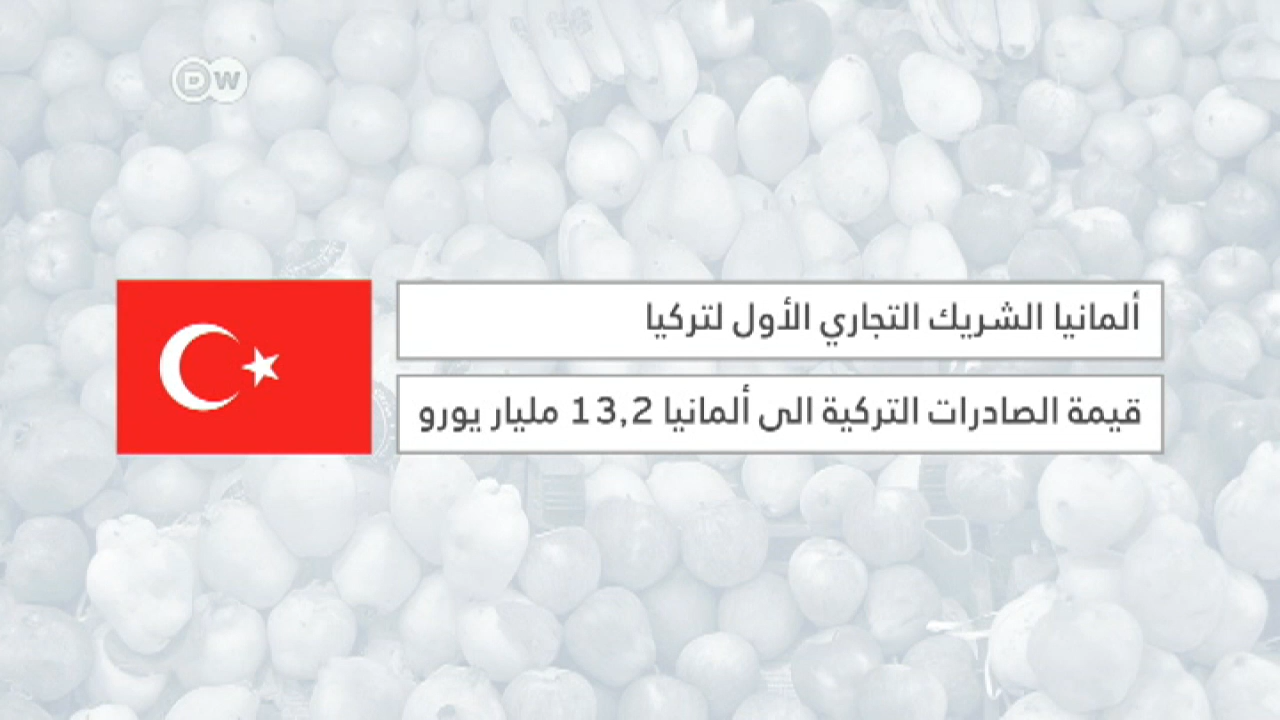 DW
ألمانيا الشريك التجاري الأول لتركيا
قيمة الصادرات التركية الى ألمانيا 13,2 مليار يورو